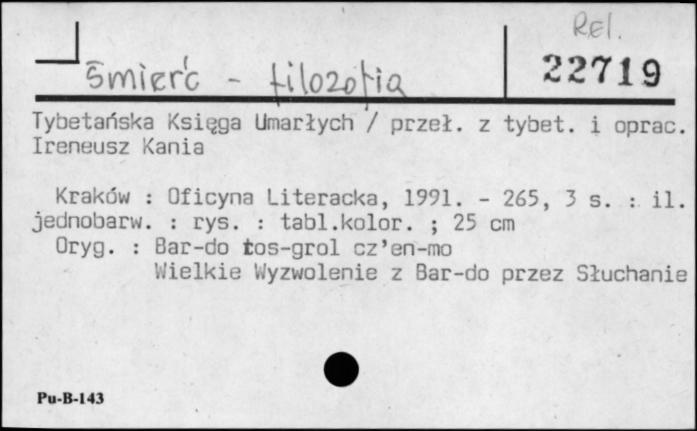 Rel.
Śmierć - filozofia
22719
Tybetańska Księga Umarłych / przeł. z tybet. i oprac.
Ireneusz Kania
Kraków : Oficyna Literacka, 1991. - 265, 3 s. : il.
jednobarw. : rys. : tabl.kolor. ; 25 cm
Oryg. : Bar-do tos-grol cz'en-mo
Wielkie Wyzwolenie z Bar-do przez Słuchanie
Pu-B-143